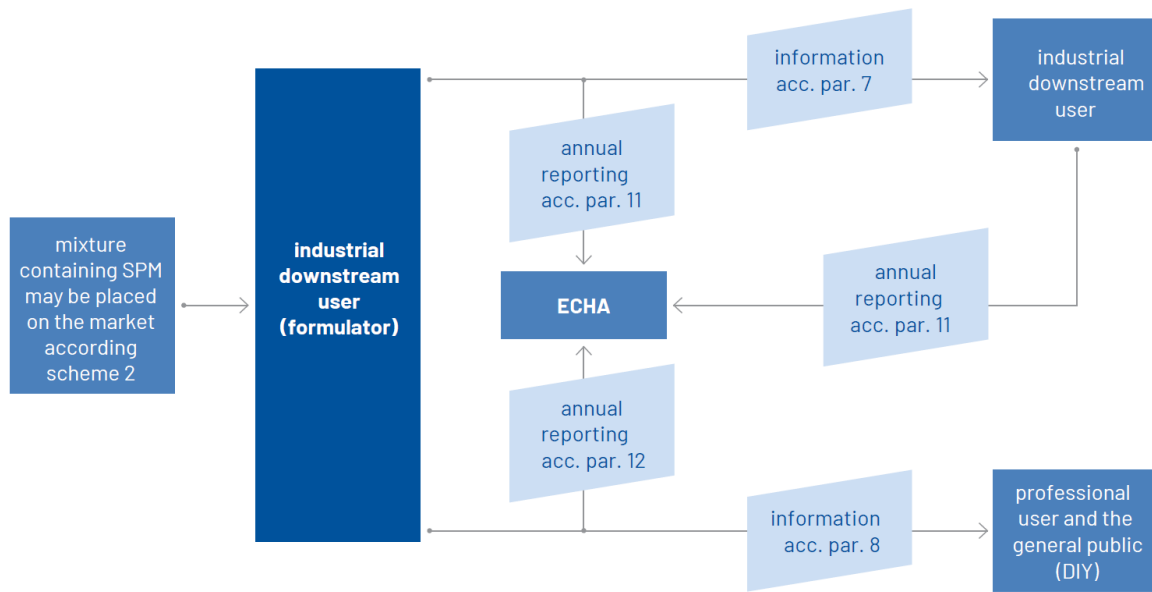 mixture
containing SPM
may be placed
on the market
according
scheme 2
industrial
downstream
user
(formulator)
information
acc. par. 7
industrial
downstream
user
annual
reporting
acc. par. 11
ECHA
annual
reporting
acc. par. 11
annual
reporting
acc. par. 12
information
acc. par. 8
professional
user and the
general public
(DIY)